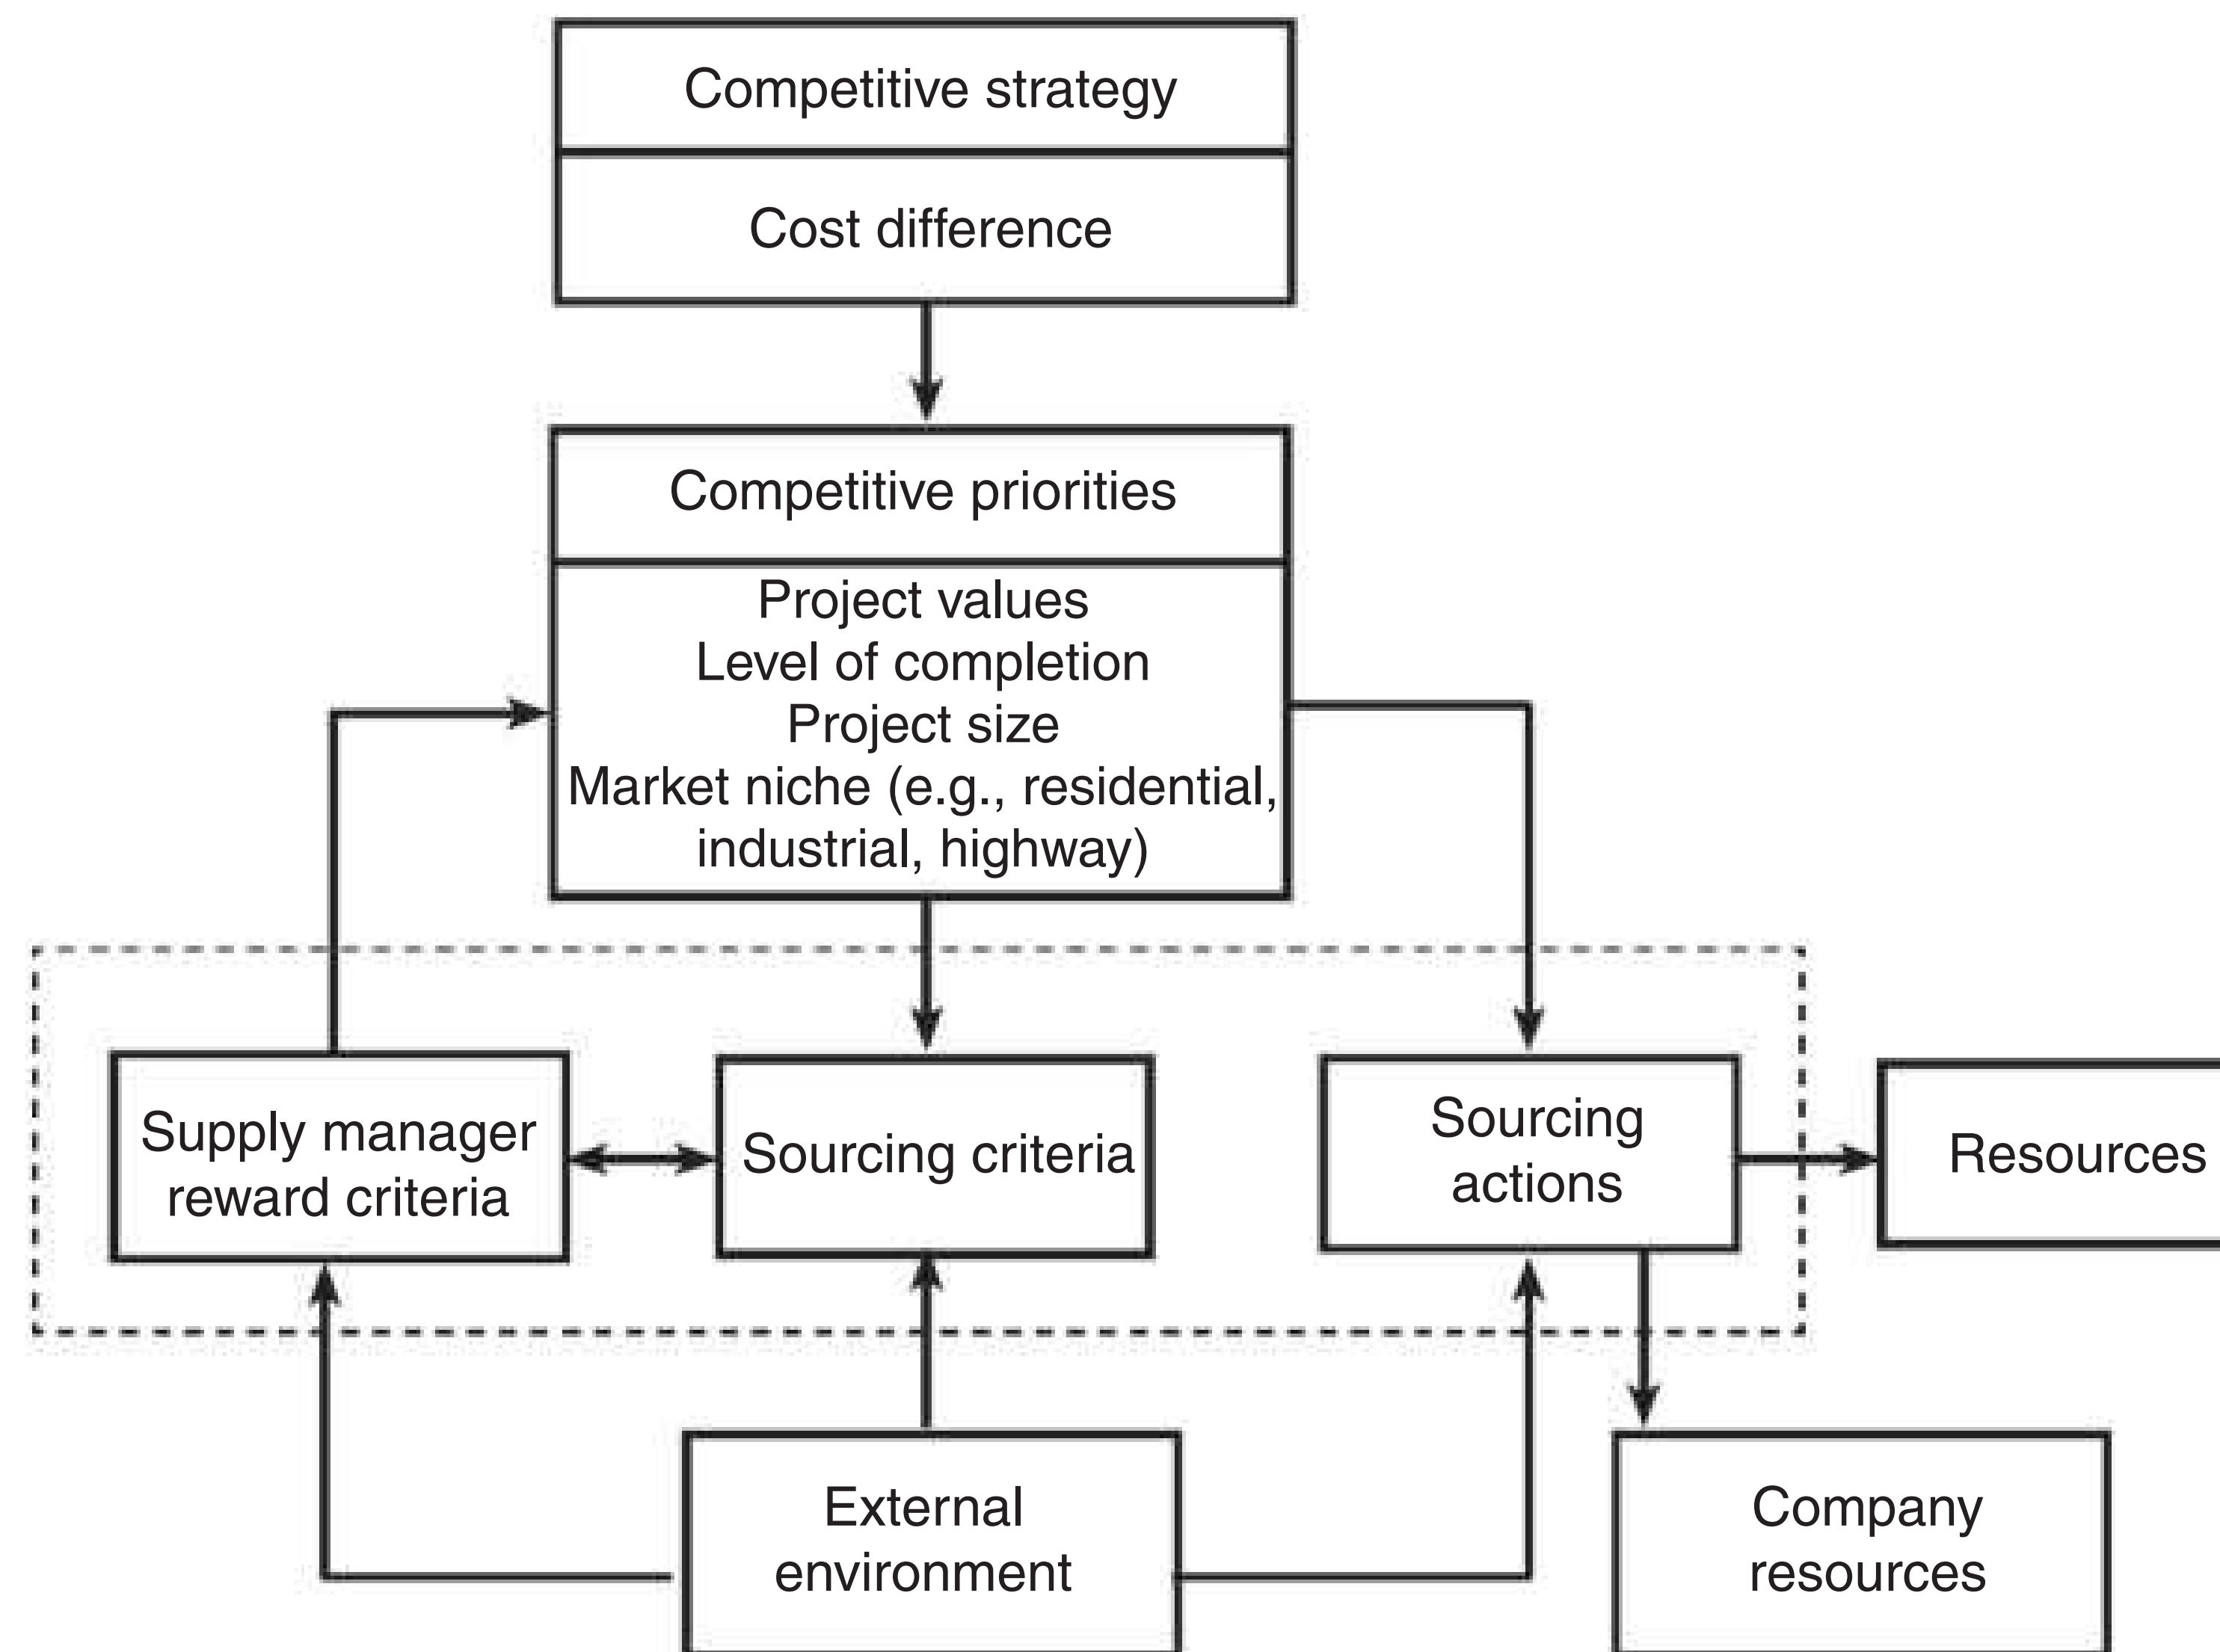 Competitive strategy
Cost difference
Competitive priorities
Project values
Level of completion
Project size
Market niche (e.g., residential,
industrial, highway)
Supply manager
reward criteria
Sourcing criteria
Sourcing
actions
Resources
External
environment
Company
resources